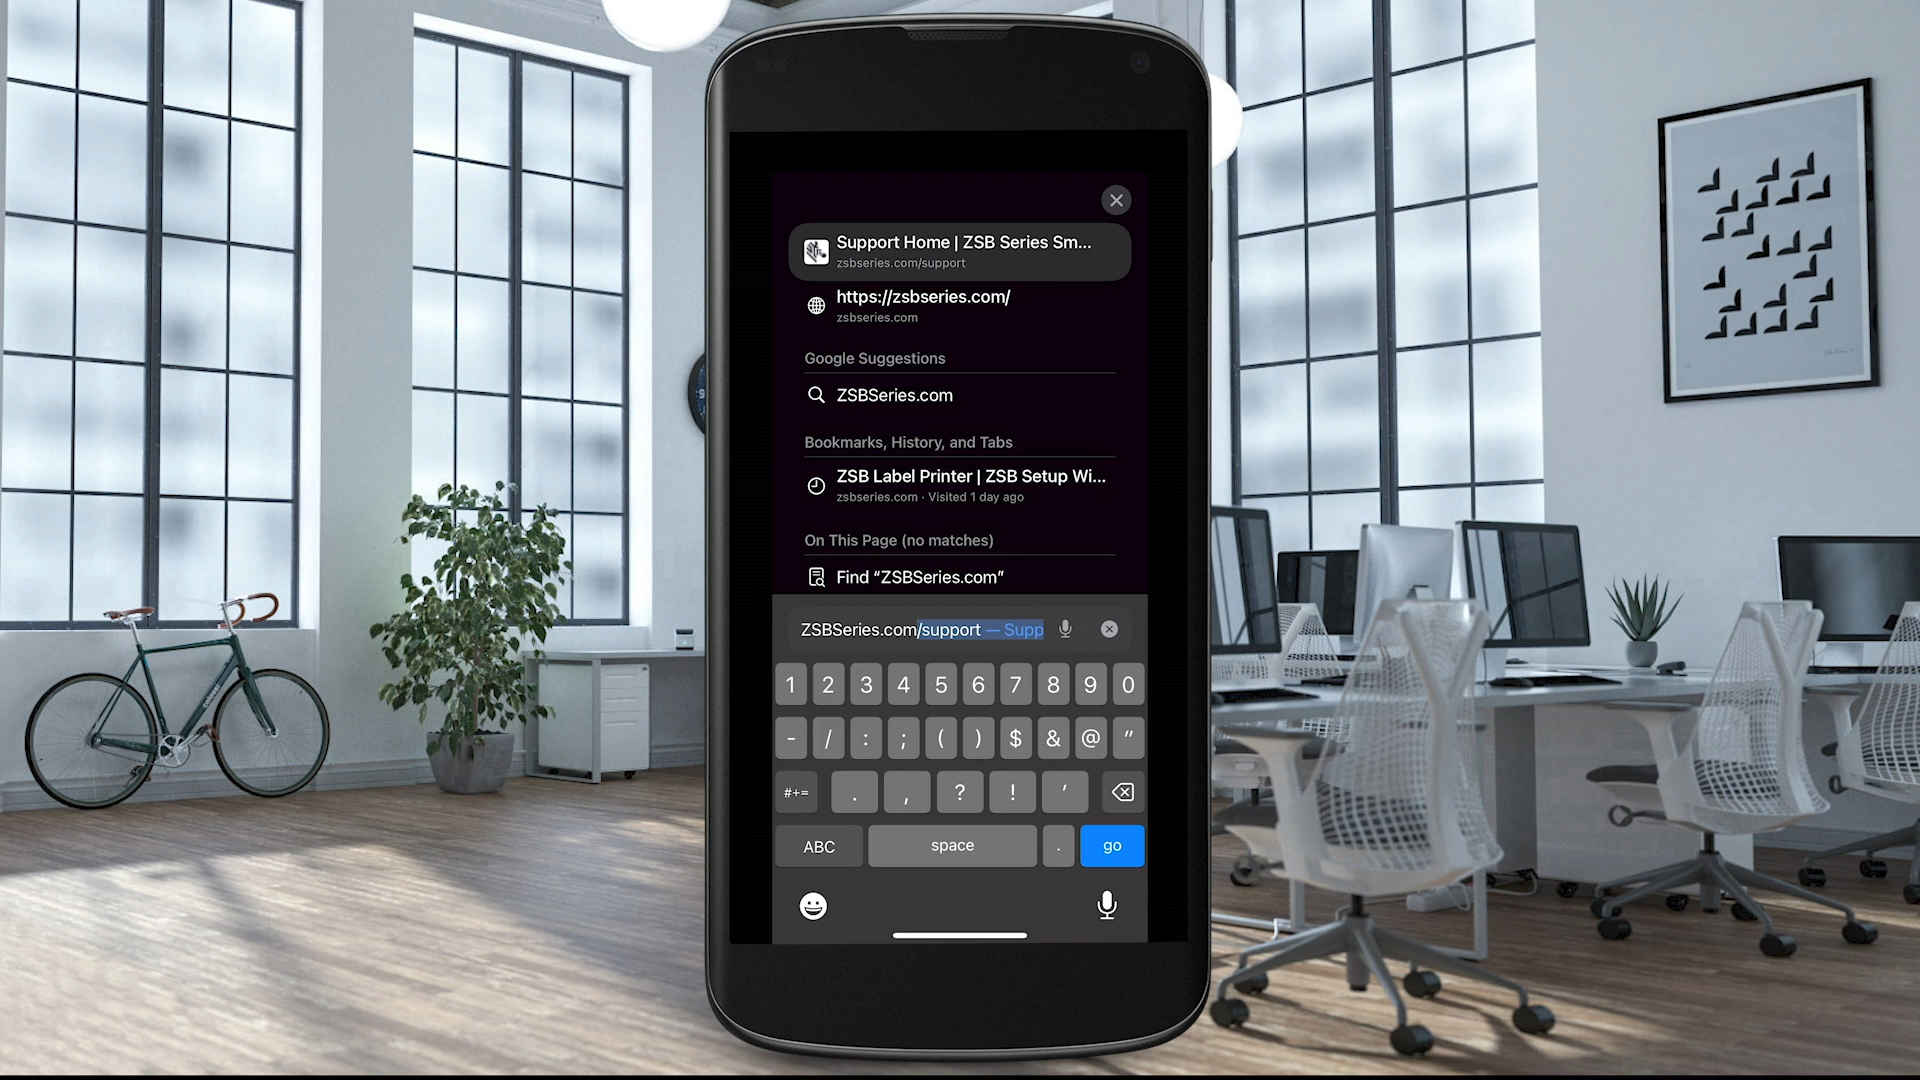 Support Home | ZSB Series Sm...
zsbseries.com/support
https://zsbseries.com/
zsbseries.com
Google Suggestions
ZSBSeries.com
Bookmarks, History, and Tabs
ZSB Label Printer | ZSB Setup Wi...
zsbseries.com · Visited 1 day ago
On This Page (no matches)
Find “ZSBSeries.com”
ZSBSeries.com/support — Supp
1 2 3 4 5 6 7 8 9 0
- / : ; ( ) $ & @ "
#+= . , ? ! '
ABC space . go